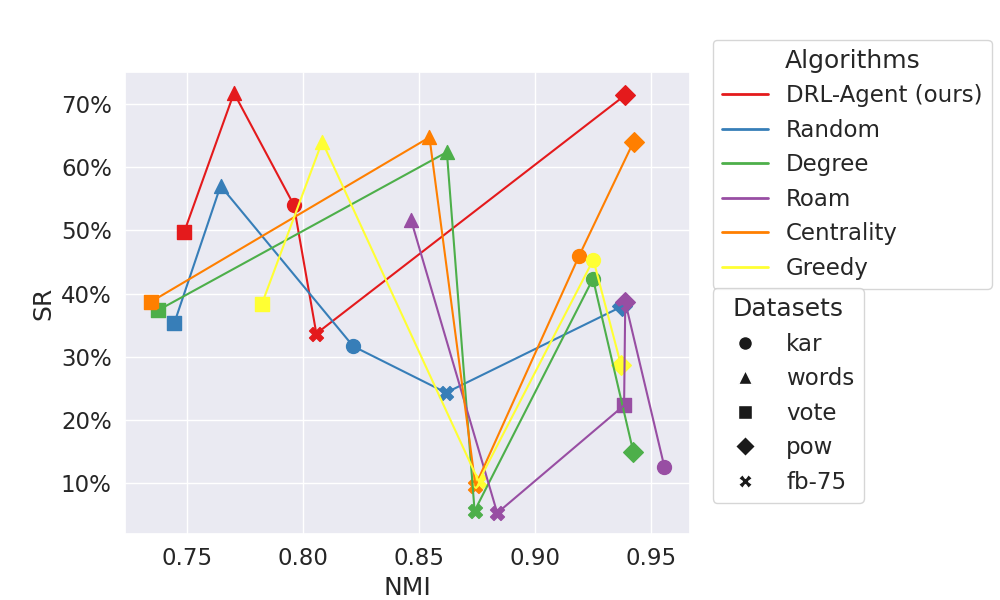 70%
60%
50%
40%
30%
20%
10%
SR
0.75
0.80
0.85
0.90
0.95
NMI
Algorithms
DRL-Agent (ours)
Random
Degree
Roam
Centrality
Greedy
Datasets
kar
words
vote
pow
fb-75